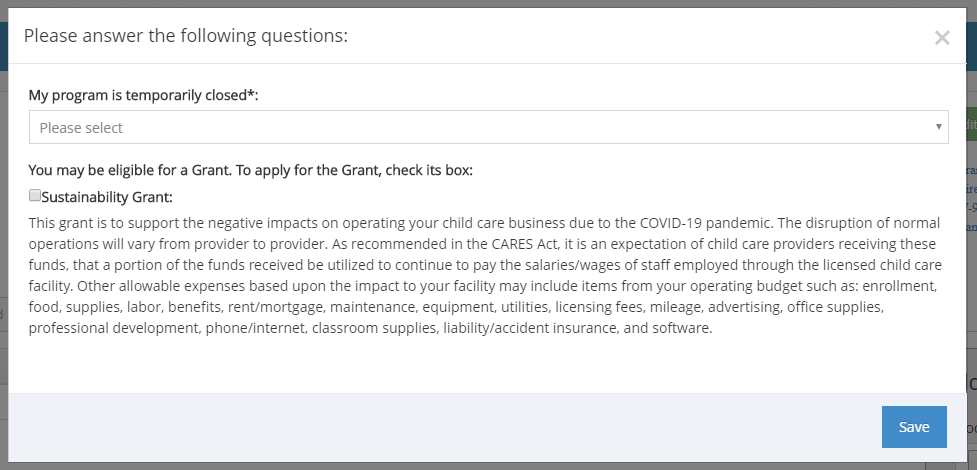 Please answer the following questions:
×
My program is temporarily closed*:
Please select
You may be eligible for a Grant. To apply for the Grant, check its box:
Sustainability Grant:
This grant is to support the negative impacts on operating your child care business due to the COVID-19 pandemic. The disruption of normal
operations will vary from provider to provider. As recommended in the CARES Act, it is an expectation of child care providers receiving these
funds, that a portion of the funds received be utilized to continue to pay the salaries/wages of staff employed through the licensed child care
facility. Other allowable expenses based upon the impact to your facility may include items from your operating budget such as: enrollment,
food, supplies, labor, benefits, rent/mortgage, maintenance, equipment, utilities, licensing fees, mileage, advertising, office supplies,
professional development, phone/internet, classroom supplies, liability/accident insurance, and software.
Save